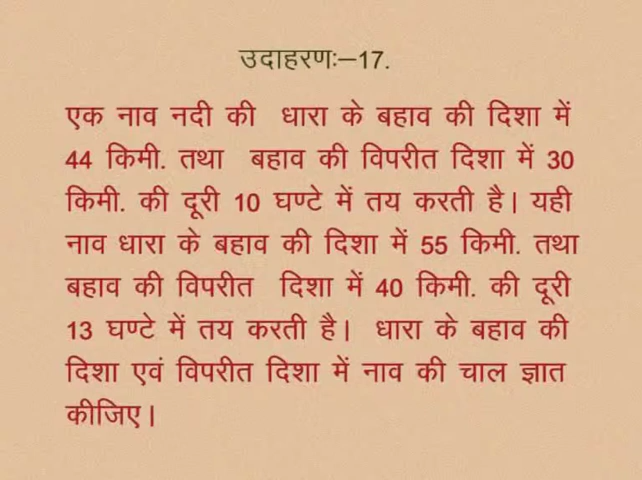 उदाहरणः–17.
एक नाव नदी की धारा के बहाव की दिशा में
44 किमी. तथा बहाव की विपरीत दिशा में 30
किमी. की दूरी 10 घण्टे में तय करती है। यही
नाव धारा के बहाव की दिशा में 55 किमी. तथा
बहाव की विपरीत दिशा में 40 किमी. की दूरी
13 घण्टे में तय करती है। धारा के बहाव की
दिशा एवं विपरीत दिशा में नाव की चाल ज्ञात
कीजिए।